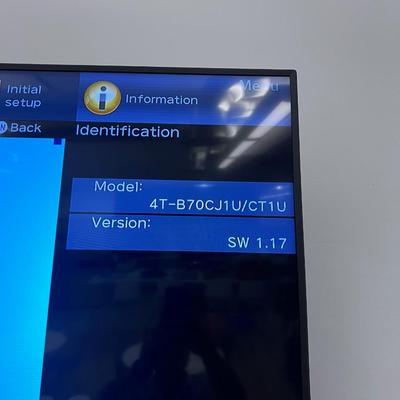 Menu
Initial
setup
Information
Back
Identification
Model:
4T-B70CJ1U/CT1U
Version:
SW 1.17